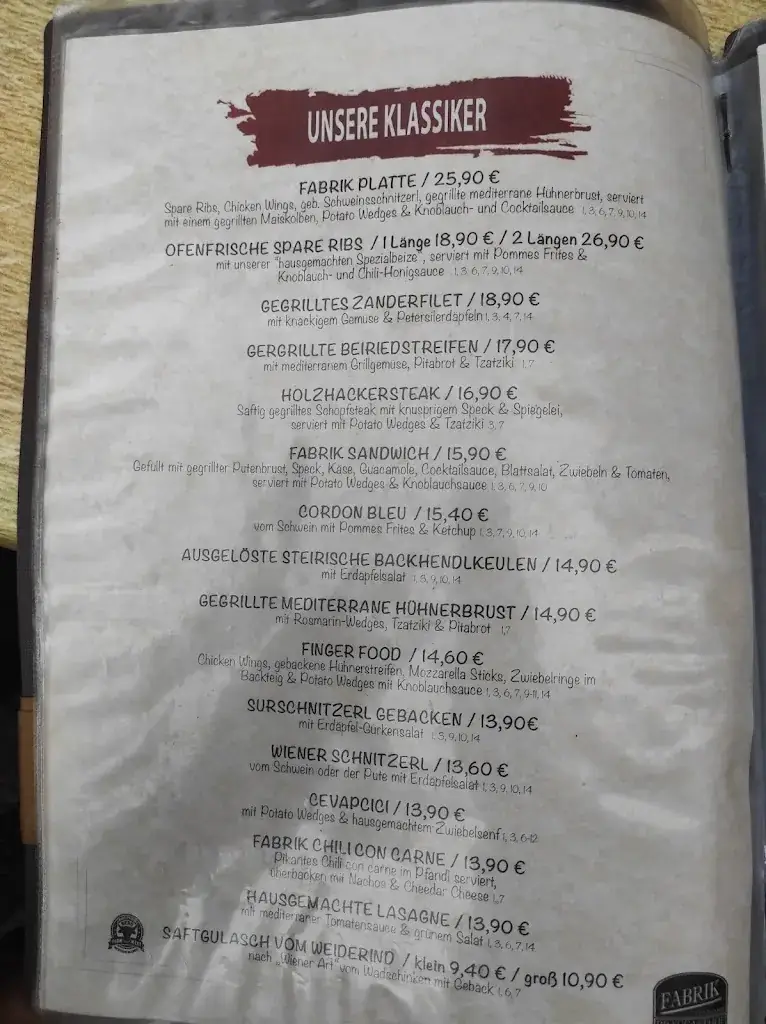 UNSERE KLASSIKER
FABRIK PLATTE / 25,90 €
Spare Ribs, Chicken Wings, geb. Schweinsschnitzerl, gegrillte mediterrane Hühnerbrust, serviert
mit einem gegrillten Maiskolben, Potato Wedges & Knoblauch- und Cocktailsauce 1, 3, 6, 7, 9, 10, 14
OFENFRISCHE SPARE RIBS / 1 Länge 18,90 € / 2 Längen 26,90 €
mit unserer "hausgemachten Spezialbeize", serviert mit Pommes Frites &
Knoblauch- und Chili-Honigsauce 1, 3, 6, 7, 9, 10, 14
GEGRILLTES ZANDERFILET / 18,90 €
mit knackigem Gemüse & Petersilerdäpfeln 1, 3, 4, 7, 14
GERGRILLTE BEIRIEDSTREIFEN / 17,90 €
mit mediterranem Grillgemüse, Pitabrot & Tzatziki 1, 7
HOLZHACKERSTEAK / 16,90 €
Saftig gegrilltes Schopfsteak mit knusprigem Speck & Spiegelei,
serviert mit Potato Wedges & Tzatziki 3, 7
FABRIK SANDWICH / 15,90 €
Gefüllt mit gegrillter Putenbrust, Speck, Käse, Guacamole, Cocktailsauce, Blattsalat, Zwiebeln & Tomaten,
serviert mit Potato Wedges & Knoblauchsauce 1, 3, 6, 7, 9, 10
CORDON BLEU / 15,40 €
vom Schwein mit Pommes Frites & Ketchup 1, 3, 7, 9, 10, 14
AUSGELÖSTE STEIRISCHE BACKHENDLKEULEN / 14,90 €
mit Erdäpfelsalat 1, 3, 9, 10, 14
GEGRILLTE MEDITERRANE HÜHNERBRUST / 14,90 €
mit Rosmarin-Wedges, Tzatziki & Pitabrot 1,7
FINGER FOOD / 14,60 €
Chicken Wings, gebackene Hühnerstreifen, Mozzarella Sticks, Zwiebelringe im
Backteig & Potato Wedges mit Knoblauchsauce 1, 3, 6, 7, 9-11, 14
SURSCHNITZERL GEBACKEN / 13,90€
mit Erdäpfel-Gurkensalat 1, 3, 9, 10, 14
WIENER SCHNITZERL / 13,60 €
vom Schwein oder der Pute mit Erdäpfelsalat 1, 3, 9, 10, 14
CEVAPCICI / 13,90 €
mit Potato Wedges & hausgemachtem Zwiebelsenf 1, 3, 6-12
FABRIK CHILI CON CARNE / 13,90 €
Pikantes Chili con carne im Pfandl serviert,
überbacken mit Nachos & Cheedar Cheese 1,7
HAUSGEMACHTE LASAGNE / 13,90 €
mit mediterraner Tomatensauce & grünem Salat 1, 3, 6, 7, 14
SAFTGULASCH VOM WEIDERIND / klein 9,40 € / groß 10,90 €
nach „Wiener Art" vom Wadschinken mit Gebäck 1, 6, 7
FABRIK